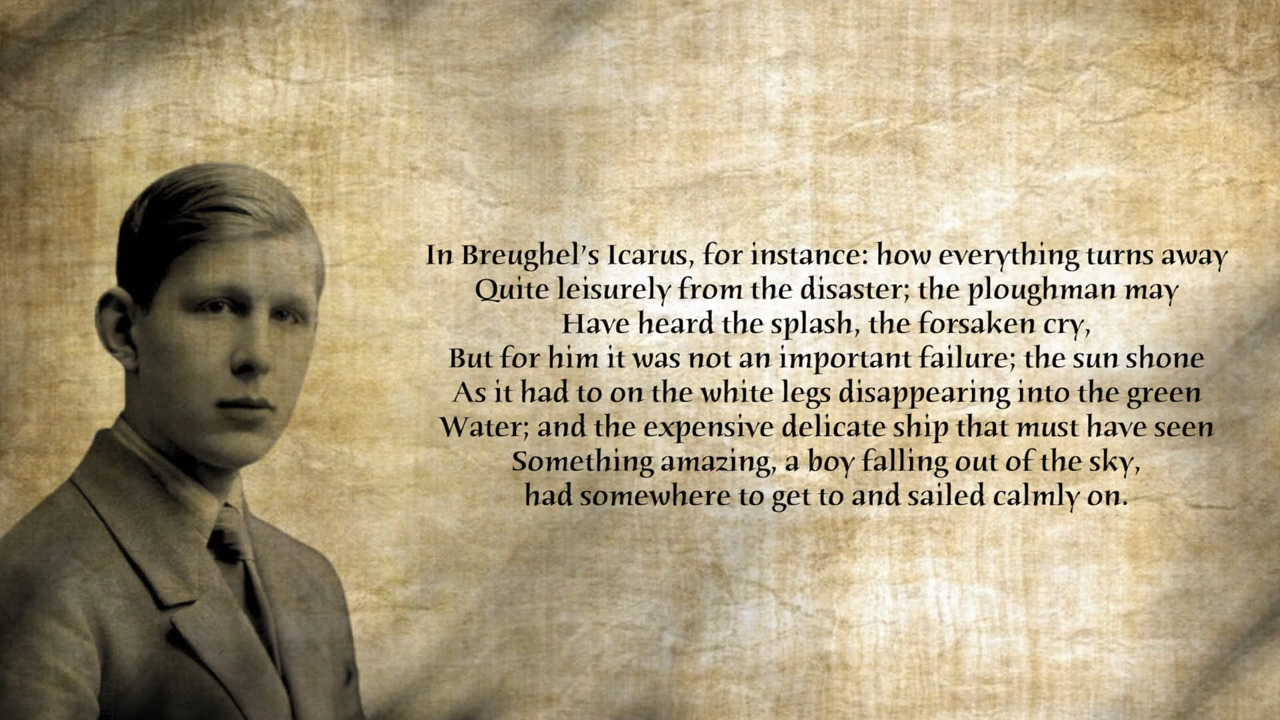 In Breughel's Icarus, for instance: how everything turns away
Quite leisurely from the disaster; the ploughman may
Have heard the splash, the forsaken cry,
But for him it was not an important failure; the sun shone
As it had to on the white legs disappearing into the green
Water; and the expensive delicate ship that must have seen
Something amazing, a boy falling out of the sky,
had somewhere to get to and sailed calmly on.